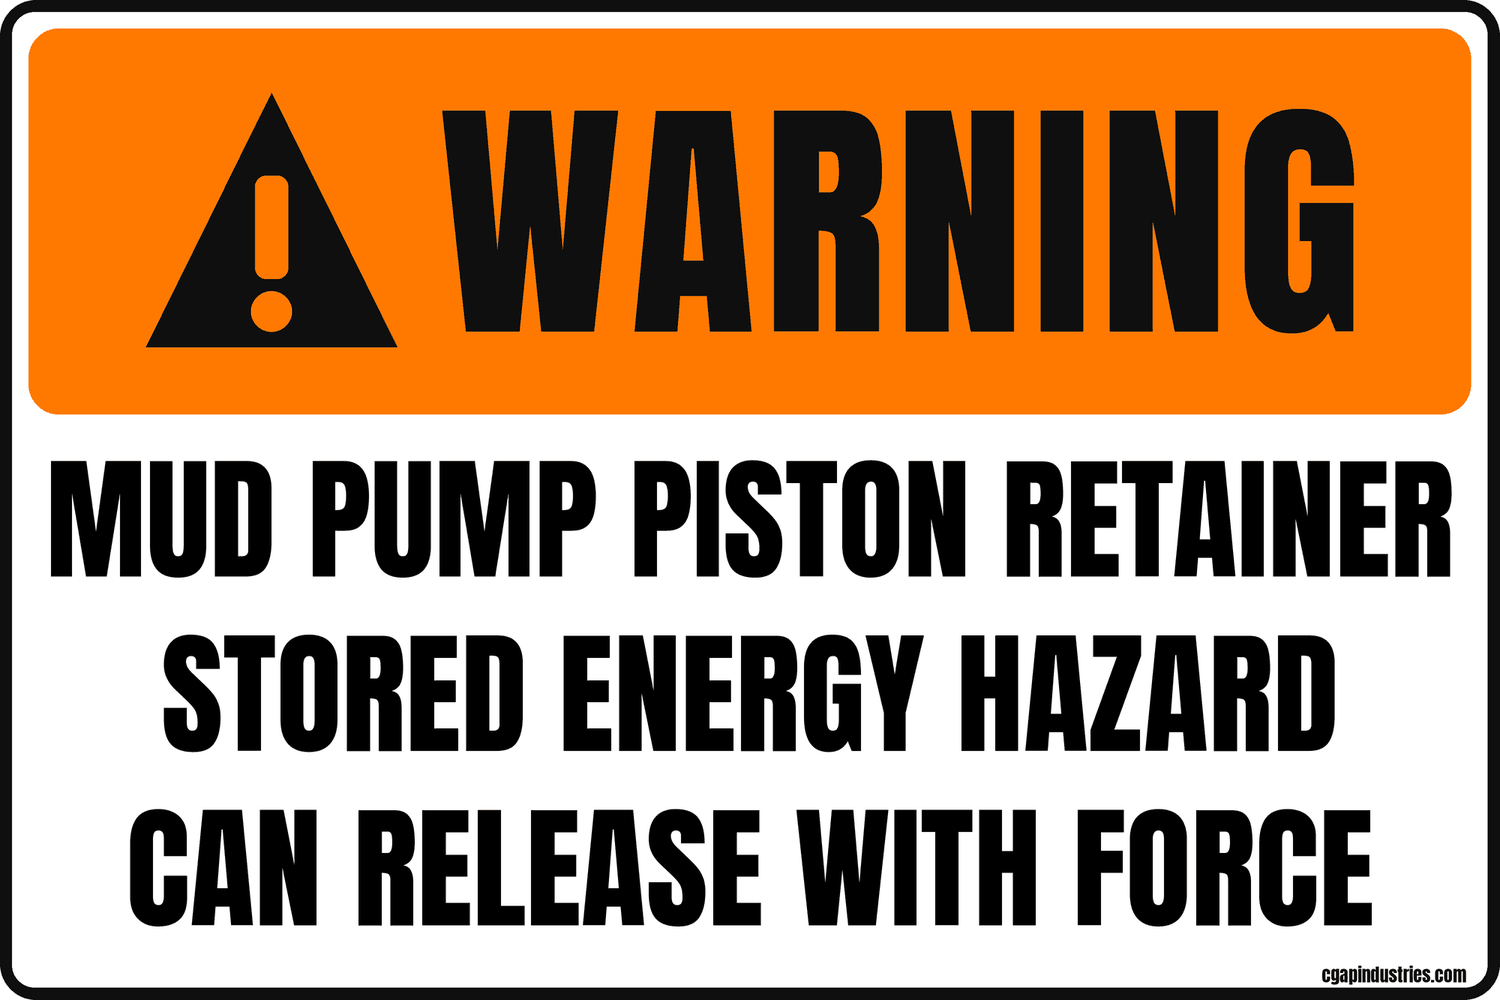 WARNING
MUD PUMP PISTON RETAINER
STORED ENERGY HAZARD
CAN RELEASE WITH FORCE
cgapindustries.com